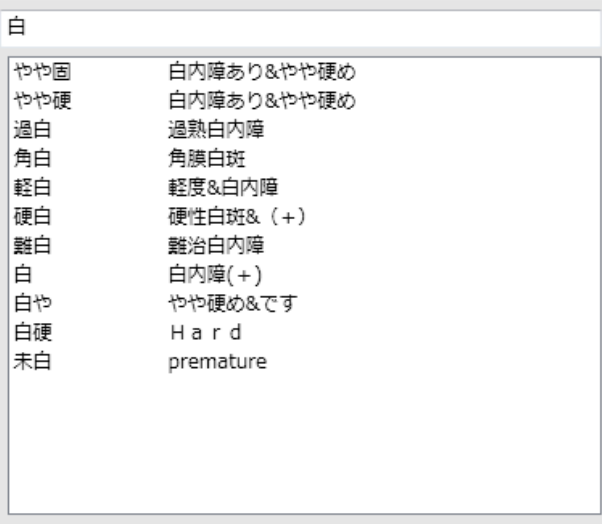 白
やや固 白内障あり&やや硬め
やや硬 白内障あり&やや硬め
過白 過熟白内障
角白 角膜白斑
軽白 軽度&白内障
硬白 硬性白斑&（＋）
難白 難治白内障
白 白内障(＋)
白や やや硬め&です
白硬 Ｈａｒｄ
未白 premature